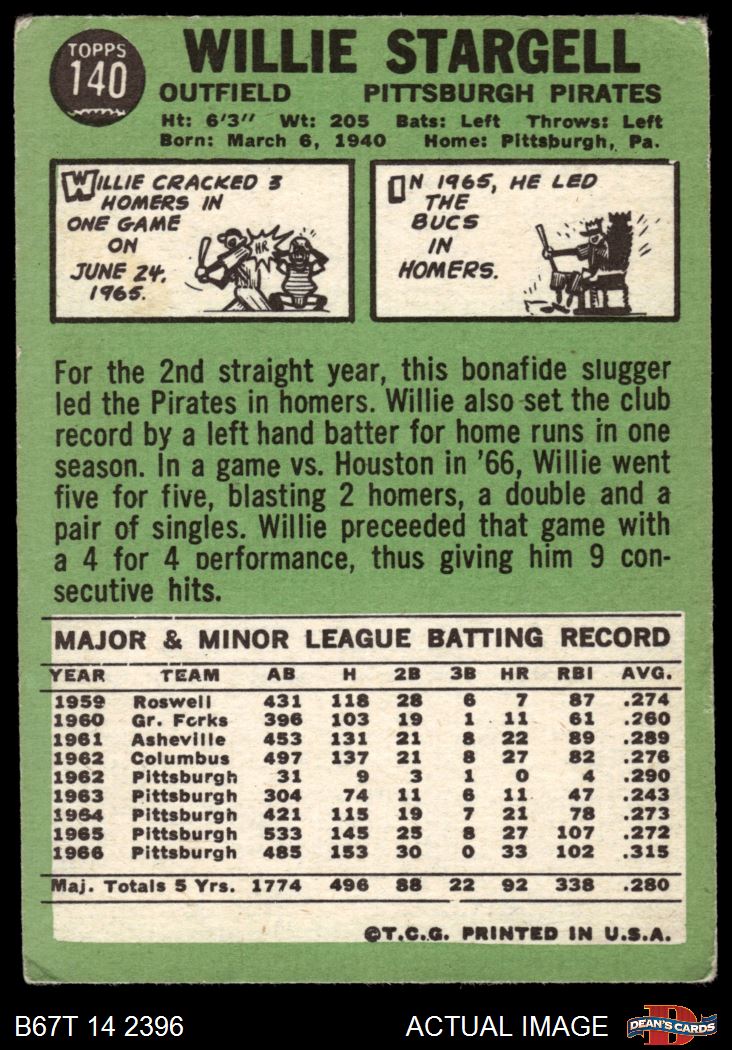 TOPPS
140
WILLIE STARGELL
OUTFIELD PITTSBURGH PIRATES
Ht: 6'3" Wt: 205 Bats: Left Throws: Left
Born: March 6, 1940 Home: Pittsburgh, Pa.
WILLIE CRACKED 3
HOMERS IN
ONE GAME
ON
JUNE 24,
1965.
HR
IN 1965, HE LED
THE
BUCS
IN
HOMERS.
For the 2nd straight year, this bonafide slugger
led the Pirates in homers. Willie also set the club
record by a left hand batter for home runs in one
season. In a game vs. Houston in '66, Willie went
five for five, blasting 2 homers, a double and a
pair of singles. Willie preceeded that game with
a 4 for 4 performance, thus giving him 9 con-
secutive hits.
MAJOR & MINOR LEAGUE BATTING RECORD
YEAR TEAM AB H 2B 3B HR RBI AVG.
1959 Roswell 431 118 28 6 7 87 .274
1960 Gr. Forks 396 103 19 1 11 61 .260
1961 Asheville 453 131 21 8 22 89 .289
1962 Columbus 497 137 21 8 27 82 .276
1962 Pittsburgh 31 9 3 1 0 4 .290
1963 Pittsburgh 304 74 11 6 11 47 .243
1964 Pittsburgh 421 115 19 7 21 78 .273
1965 Pittsburgh 533 145 25 8 27 107 .272
1966 Pittsburgh 485 153 30 0 33 102 .315
Maj. Totals 5 Yrs. 1774 496 88 22 92 338 .280
©T.C.G. PRINTED IN U.S.A.
B67T 14 2396 ACTUAL IMAGE D DEAN'S CARDS